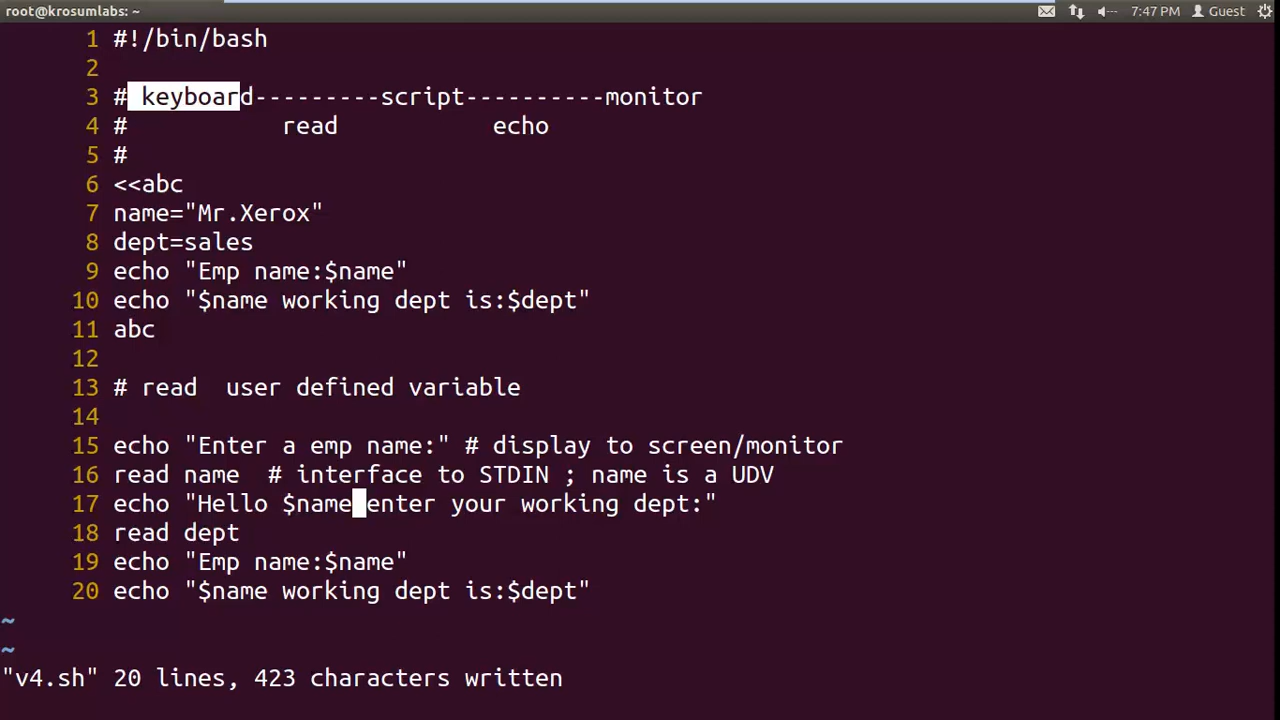 root@krosumlabs: ~ 7:47 PM Guest
1 #!/bin/bash
2
3 # keyboard---------script----------monitor
4 #           read           echo
5 #
6 <<abc
7 name="Mr.Xerox"
8 dept=sales
9 echo "Emp name:$name"
10 echo "$name working dept is:$dept"
11 abc
12
13 # read  user defined variable
14
15 echo "Enter a emp name:" # display to screen/monitor
16 read name  # interface to STDIN ; name is a UDV
17 echo "Hello $name enter your working dept:"
18 read dept
19 echo "Emp name:$name"
20 echo "$name working dept is:$dept"
~
~
"v4.sh" 20 lines, 423 characters written